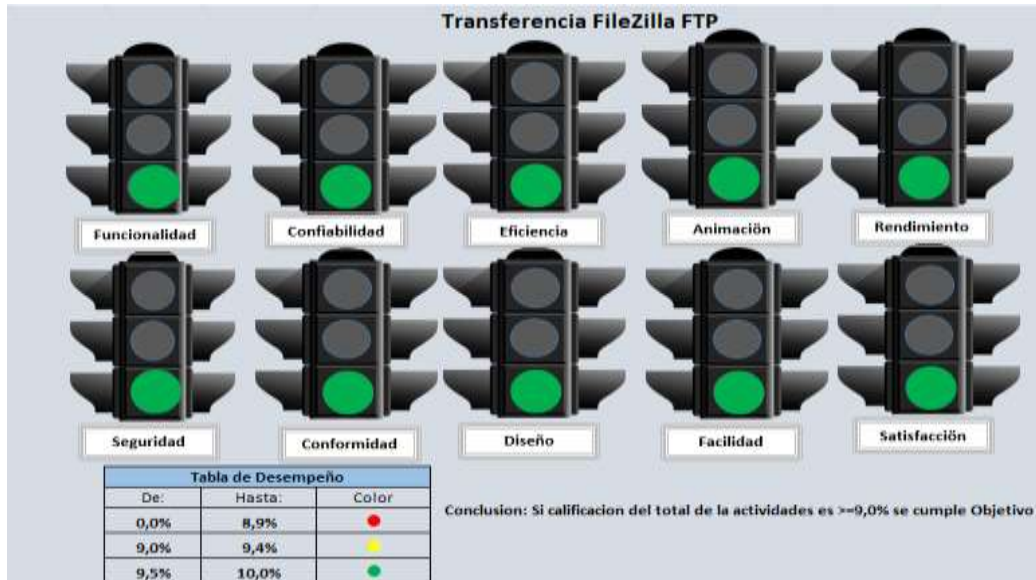 Transferencia FileZilla FTP
Funcionalidad
Confiabilidad
Eficiencia
Animación
Rendimiento
Seguridad
Conformidad
Diseño
Facilidad
Satisfacción
Tabla de Desempeño
De: Hasta: Color
0,0% 8,9%
9,0% 9,4%
9,5% 10,0%
Conclusion: Si calificacion del total de la actividades es >=9,0% se cumple Objetivo